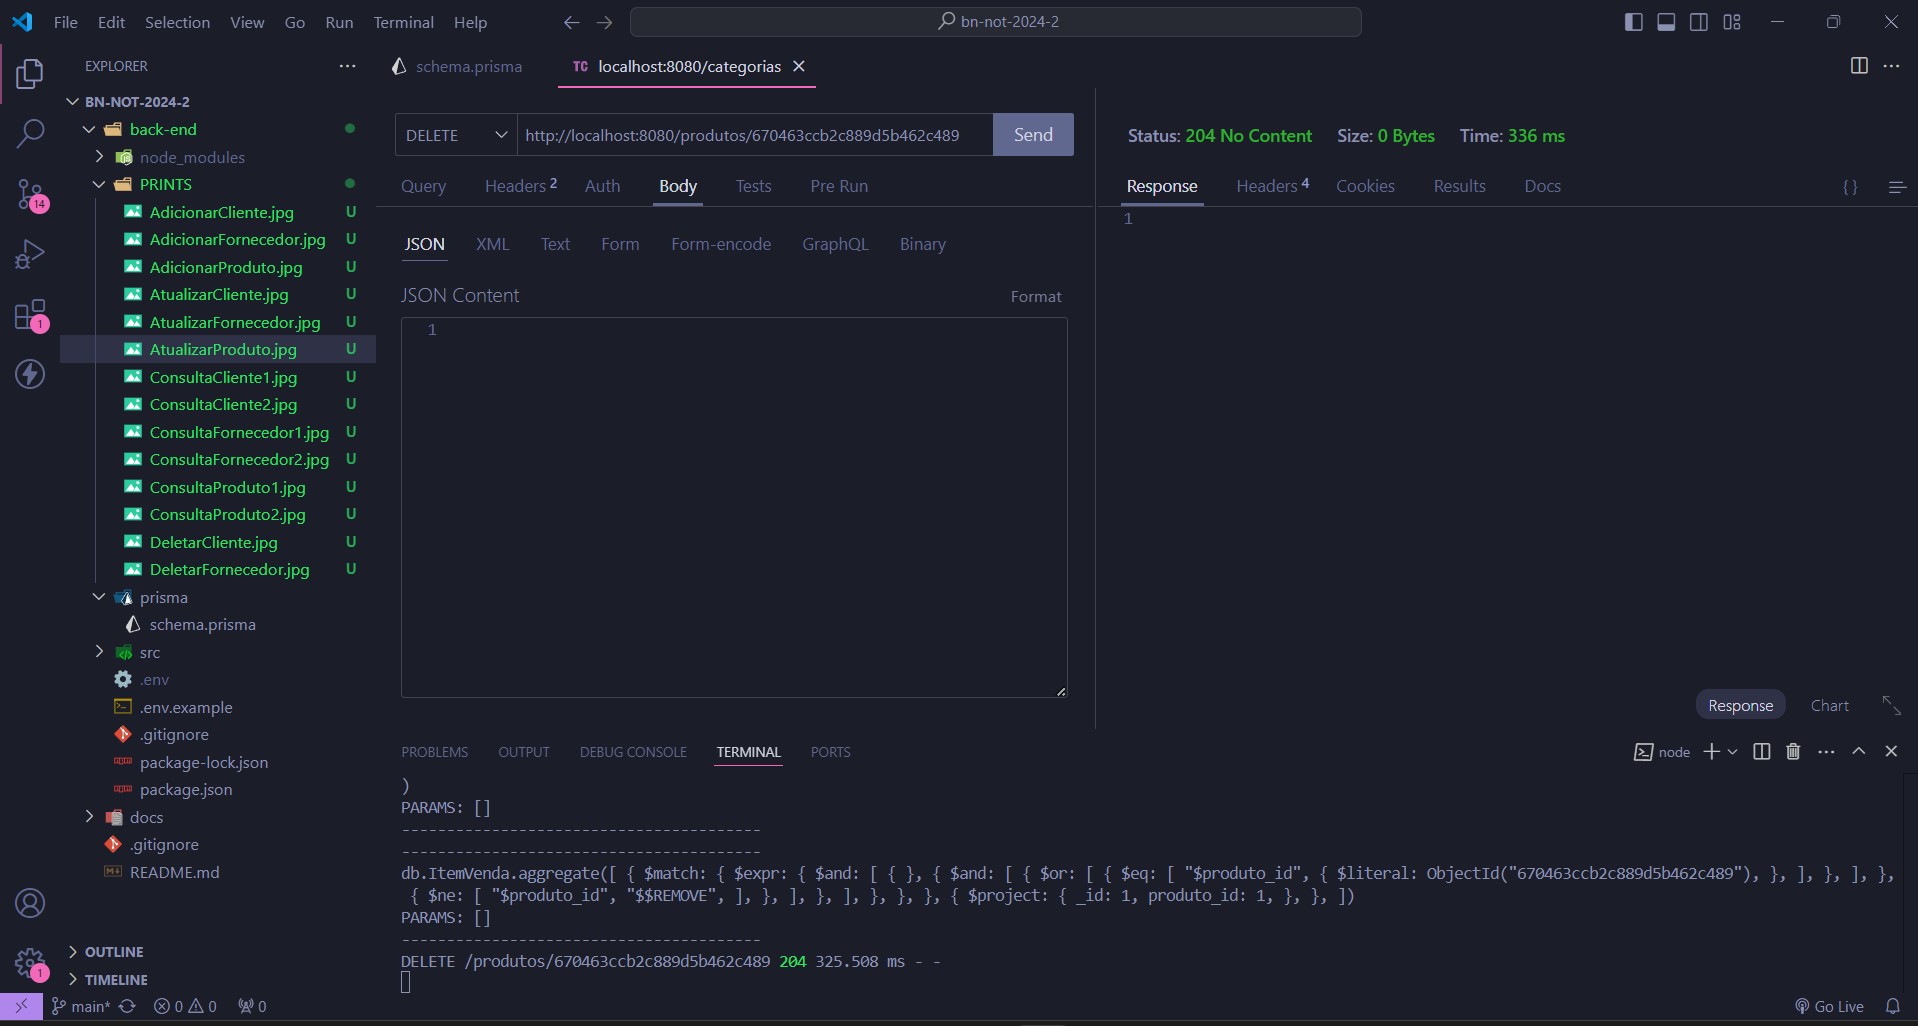 File Edit Selection View Go Run Terminal Help
bn-not-2024-2
EXPLORER
BN-NOT-2024-2
back-end
node_modules
PRINTS
AdicionarCliente.jpg U
AdicionarFornecedor.jpg U
AdicionarProduto.jpg U
AtualizarCliente.jpg U
AtualizarFornecedor.jpg U
AtualizarProduto.jpg U
ConsultaCliente1.jpg U
ConsultaCliente2.jpg U
ConsultaFornecedor1.jpg U
ConsultaFornecedor2.jpg U
ConsultaProduto1.jpg U
ConsultaProduto2.jpg U
DeletarCliente.jpg U
DeletarFornecedor.jpg U
prisma
schema.prisma
src
.env
.env.example
.gitignore
package-lock.json
package.json
docs
.gitignore
README.md
OUTLINE
TIMELINE
14
1
1
schema.prisma
TC localhost:8080/categorias
DELETE http://localhost:8080/produtos/670463ccb2c889d5b462c489 Send
Query Headers 2 Auth Body Tests Pre Run
JSON XML Text Form Form-encode GraphQL Binary
JSON Content Format
1
Status: 204 No Content Size: 0 Bytes Time: 336 ms
Response Headers 4 Cookies Results Docs { }
1
Response Chart
PROBLEMS OUTPUT DEBUG CONSOLE TERMINAL PORTS
node
)
PARAMS: []
----------------------------------------
----------------------------------------
db.ItemVenda.aggregate([ { $match: { $expr: { $and: [ { }, { $and: [ { $or: [ { $eq: [ "$produto_id", { $literal: ObjectId("670463ccb2c889d5b462c489"), }, ], }, ], },
{ $ne: [ "$produto_id", "$$REMOVE", ], }, ], }, ], }, }, }, { $project: { _id: 1, produto_id: 1, }, }, ])
PARAMS: []
----------------------------------------
DELETE /produtos/670463ccb2c889d5b462c489 204 325.508 ms - -
main* 0 0 0
Go Live